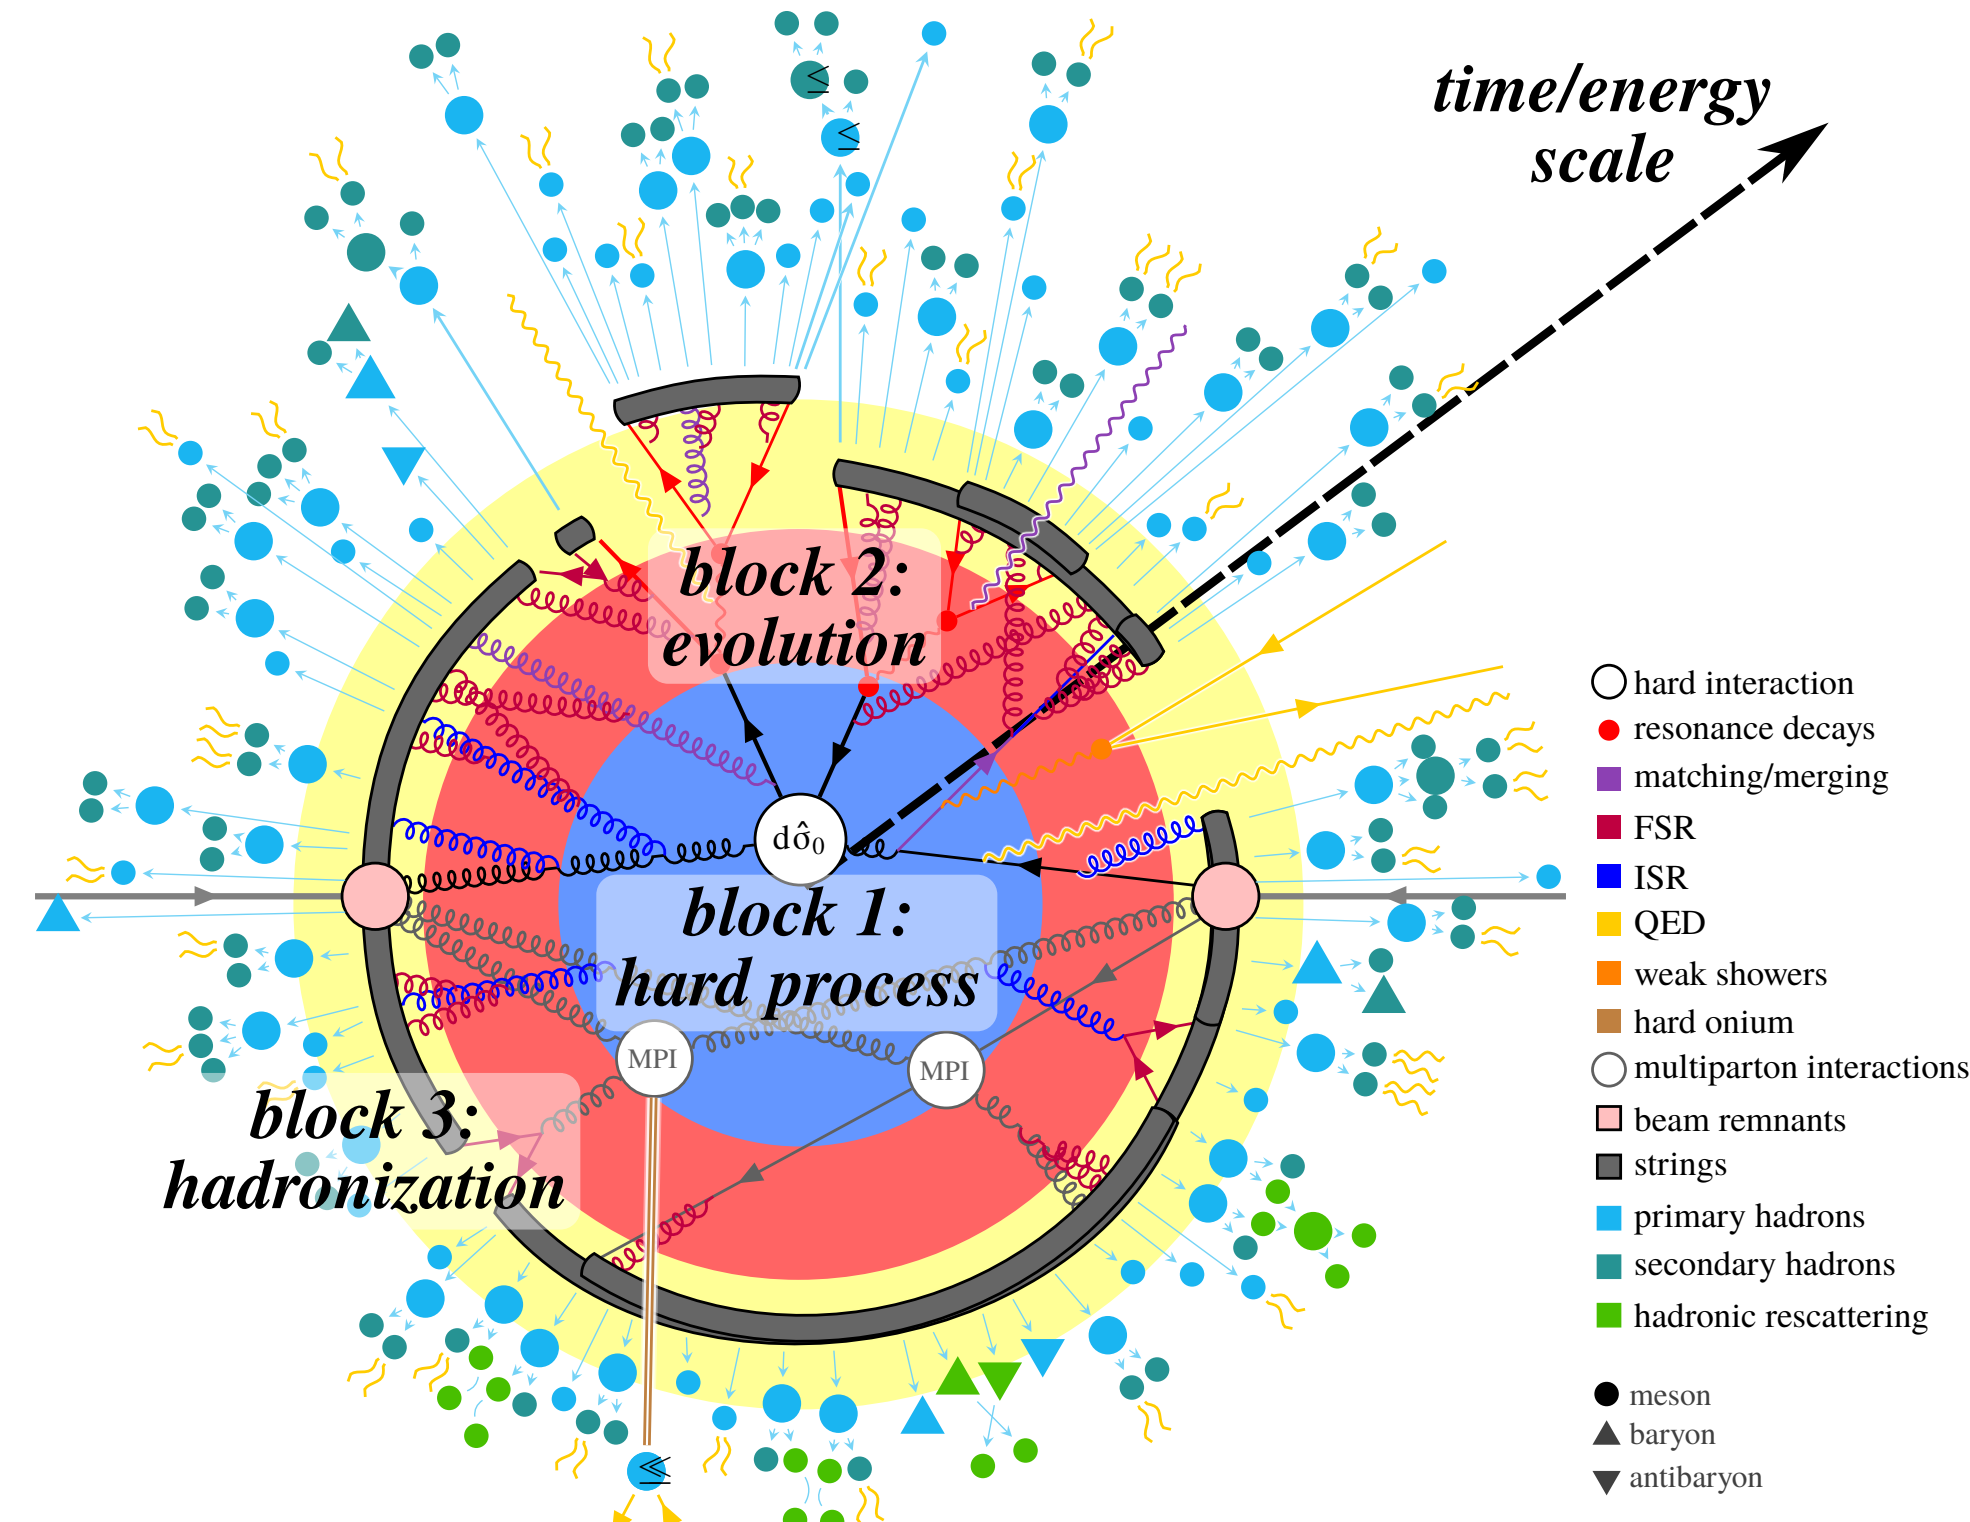 time/energy
scale
≤
≤
block 2:
evolution
dσ̂₀
block 1:
hard process
MPI
MPI
block 3:
hadronization
≪
hard interaction
resonance decays
matching/merging
FSR
ISR
QED
weak showers
hard onium
multiparton interactions
beam remnants
strings
primary hadrons
secondary hadrons
hadronic rescattering
meson
baryon
antibaryon